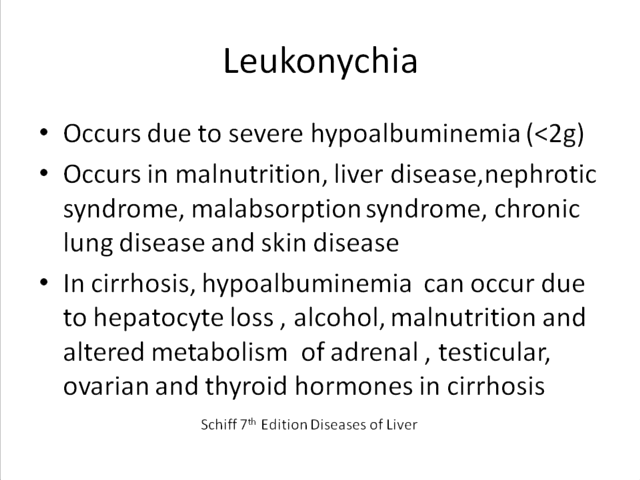 Leukonychia
• Occurs due to severe hypoalbuminemia (<2g)
• Occurs in malnutrition, liver disease,nephrotic
syndrome, malabsorption syndrome, chronic
lung disease and skin disease
• In cirrhosis, hypoalbuminemia can occur due
to hepatocyte loss , alcohol, malnutrition and
altered metabolism of adrenal , testicular,
ovarian and thyroid hormones in cirrhosis
Schiff 7th Edition Diseases of Liver